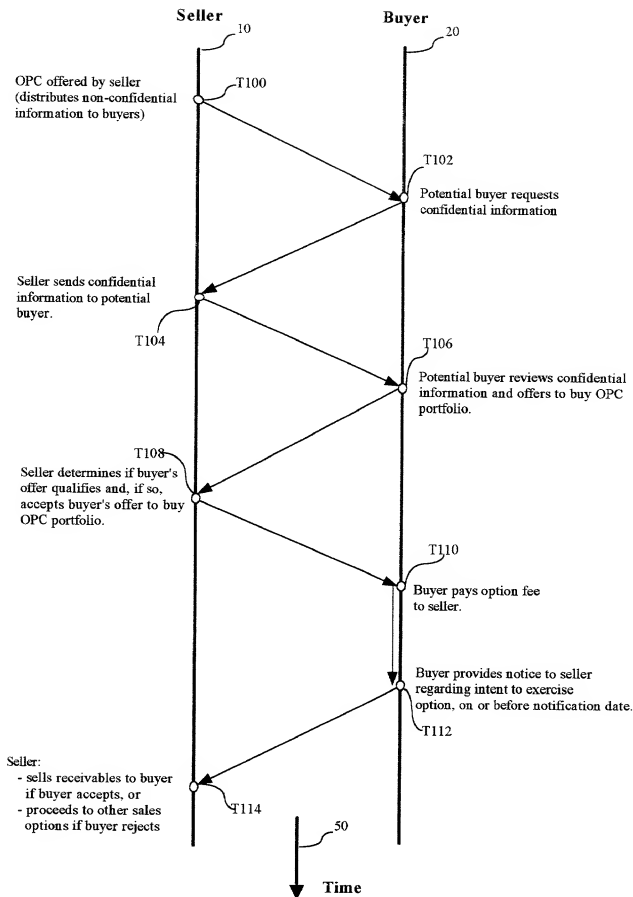 Seller
Buyer
10
20
OPC offered by seller
(distributes non-confidential
information to buyers)
T100
T102
Potential buyer requests
confidential information
Seller sends confidential
information to potential
buyer.
T104
T106
Potential buyer reviews confidential
information and offers to buy OPC
portfolio.
T108
Seller determines if buyer's
offer qualifies and, if so,
accepts buyer's offer to buy
OPC portfolio.
T110
Buyer pays option fee
to seller.
Buyer provides notice to seller
regarding intent to exercise
option, on or before notification date.
T112
Seller:
- sells receivables to buyer
if buyer accepts, or
- proceeds to other sales
options if buyer rejects
T114
50
Time